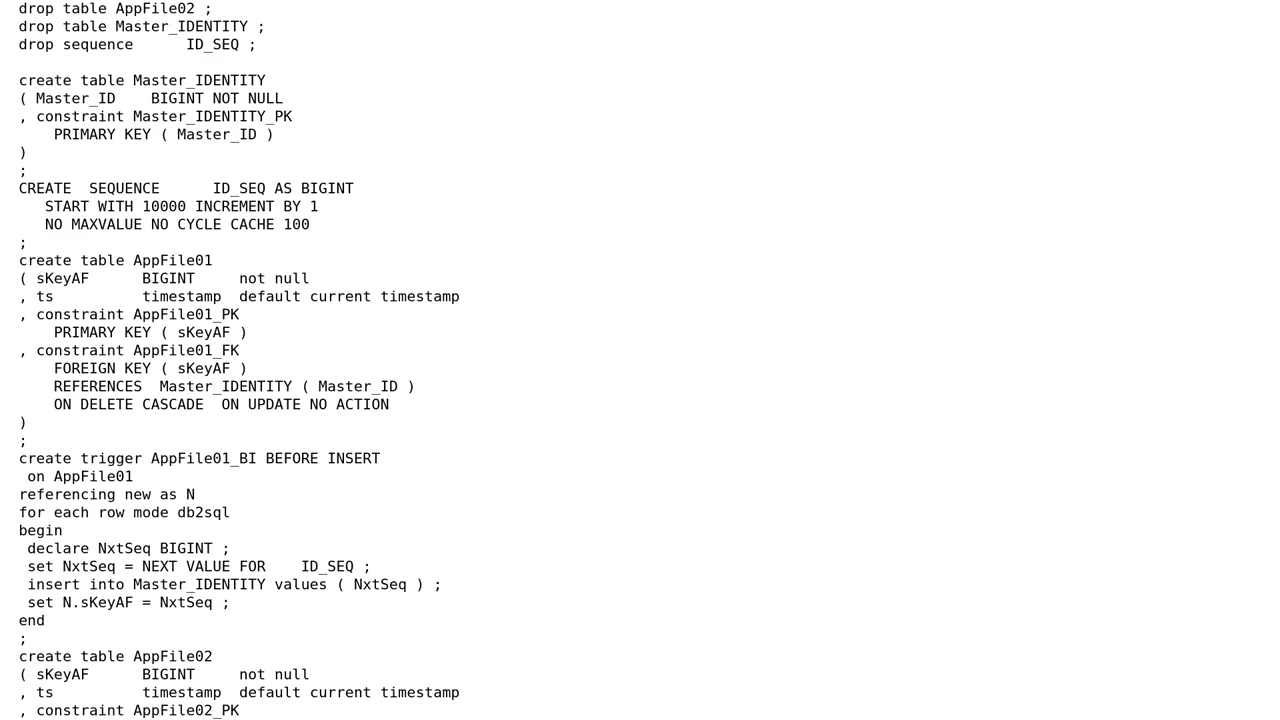 drop table AppFile02 ;
drop table Master_IDENTITY ;
drop sequence      ID_SEQ ;

create table Master_IDENTITY
( Master_ID    BIGINT NOT NULL
, constraint Master_IDENTITY_PK
    PRIMARY KEY ( Master_ID )
)
;
CREATE  SEQUENCE      ID_SEQ AS BIGINT
   START WITH 10000 INCREMENT BY 1
   NO MAXVALUE NO CYCLE CACHE 100
;
create table AppFile01
( sKeyAF      BIGINT     not null
, ts          timestamp  default current timestamp
, constraint AppFile01_PK
    PRIMARY KEY ( sKeyAF )
, constraint AppFile01_FK
    FOREIGN KEY ( sKeyAF )
    REFERENCES  Master_IDENTITY ( Master_ID )
    ON DELETE CASCADE  ON UPDATE NO ACTION
)
;
create trigger AppFile01_BI BEFORE INSERT
 on AppFile01
referencing new as N
for each row mode db2sql
begin
 declare NxtSeq BIGINT ;
 set NxtSeq = NEXT VALUE FOR    ID_SEQ ;
 insert into Master_IDENTITY values ( NxtSeq ) ;
 set N.sKeyAF = NxtSeq ;
end
;
create table AppFile02
( sKeyAF      BIGINT     not null
, ts          timestamp  default current timestamp
, constraint AppFile02_PK